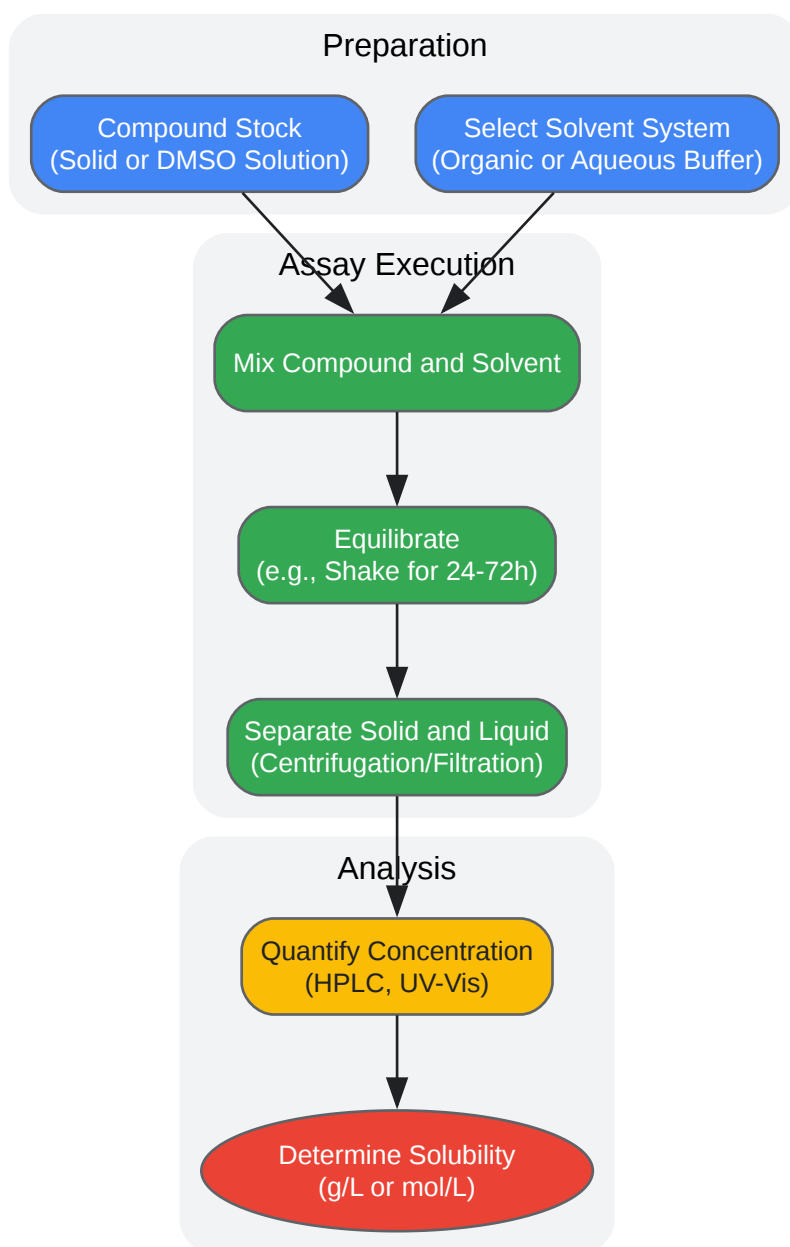 Preparation
Compound Stock
(Solid or DMSO Solution)
Select Solvent System
(Organic or Aqueous Buffer)
Assay Execution
Mix Compound and Solvent
Equilibrate
(e.g., Shake for 24-72h)
Separate Solid and Liquid
(Centrifugation/Filtration)
Analysis
Quantify Concentration
(HPLC, UV-Vis)
Determine Solubility
(g/L or mol/L)